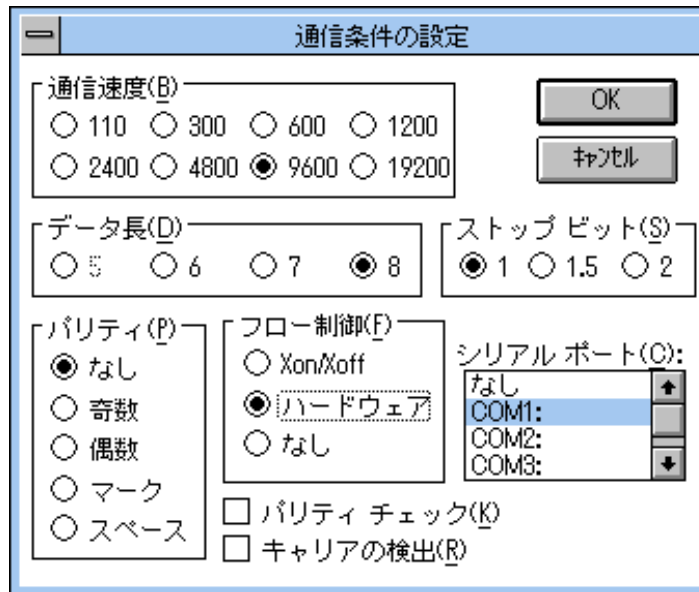 通信条件の設定
通信速度(B)
110 300 600 1200
2400 4800 9600 19200
OK
ｷｬﾝｾﾙ
データ長(D)
5 6 7 8
ストップ ビット(S)
1 1.5 2
パリティ(P)
なし
奇数
偶数
マーク
スペース
フロー制御(F)
Xon/Xoff
ハードウェア
なし
シリアル ポート(C):
なし
COM1:
COM2:
COM3:
パリティ チェック(K)
キャリアの検出(R)